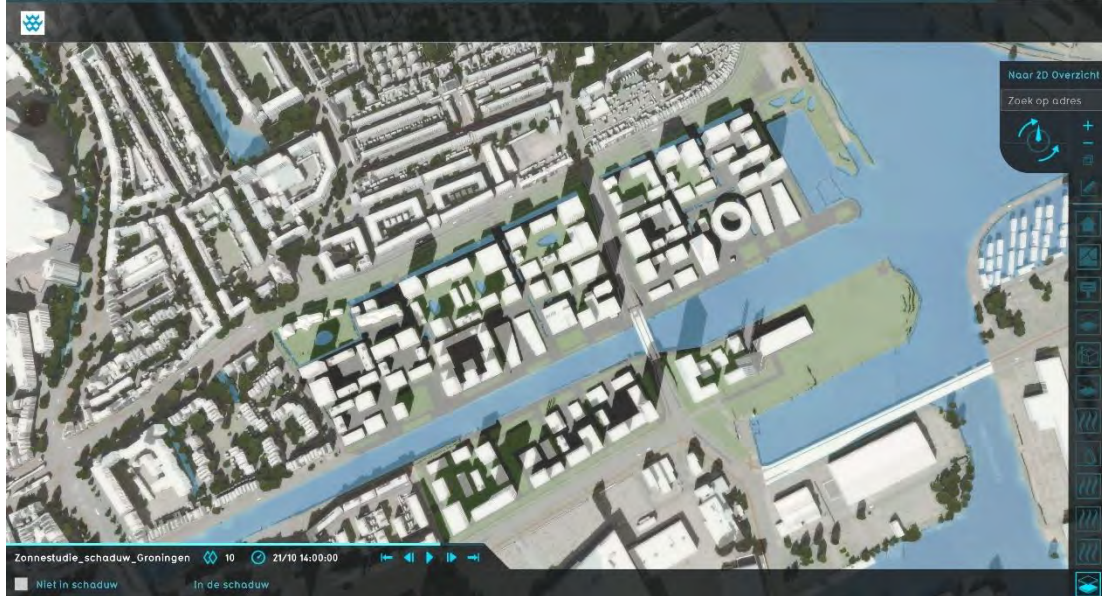 Naar 2D Overzicht
Zoek op adres
Zonnestudie_schaduw_Groningen 10 21/10 14:00:00
Niet in schaduw In de schaduw